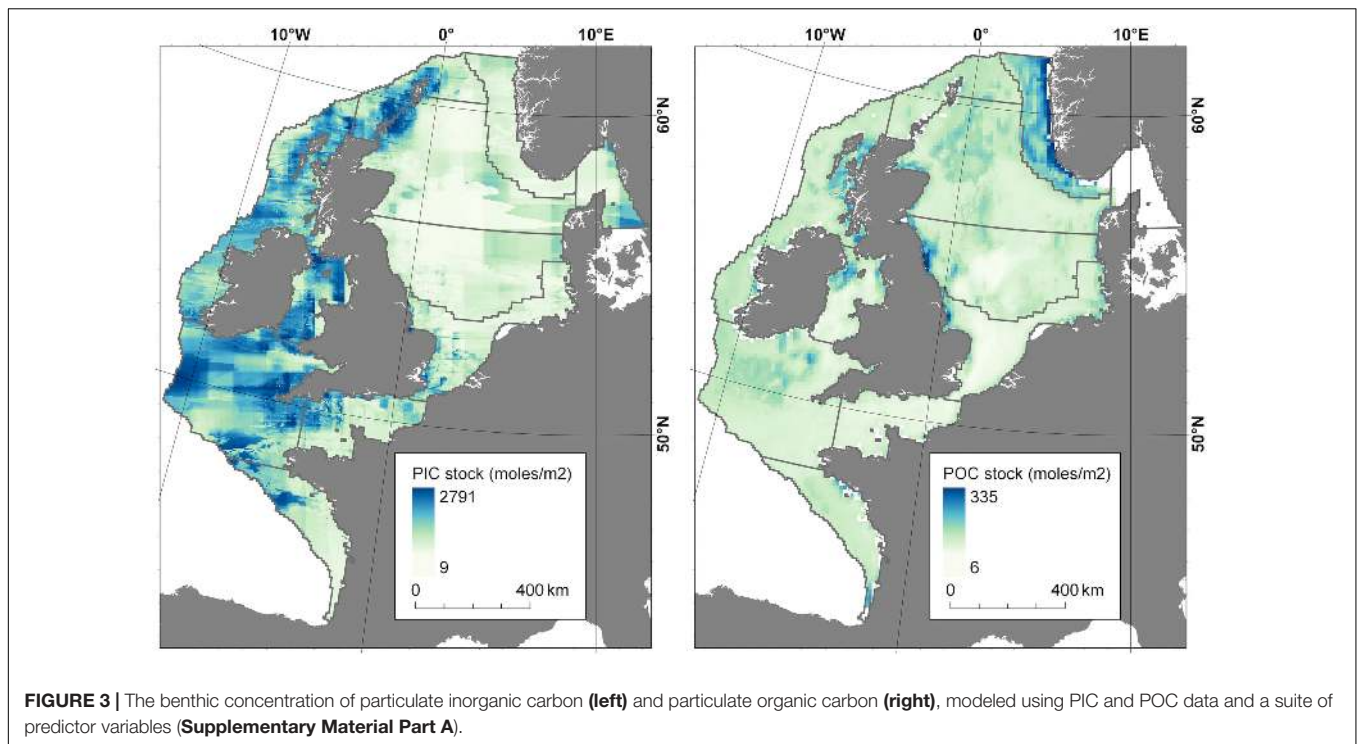 10°W 0° 10°E
60°N
50°N
PIC stock (moles/m2)
2791
9
0 400 km
10°W 0° 10°E
60°N
50°N
POC stock (moles/m2)
335
6
0 400 km
FIGURE 3 | The benthic concentration of particulate inorganic carbon (left) and particulate organic carbon (right), modeled using PIC and POC data and a suite of
predictor variables (Supplementary Material Part A).